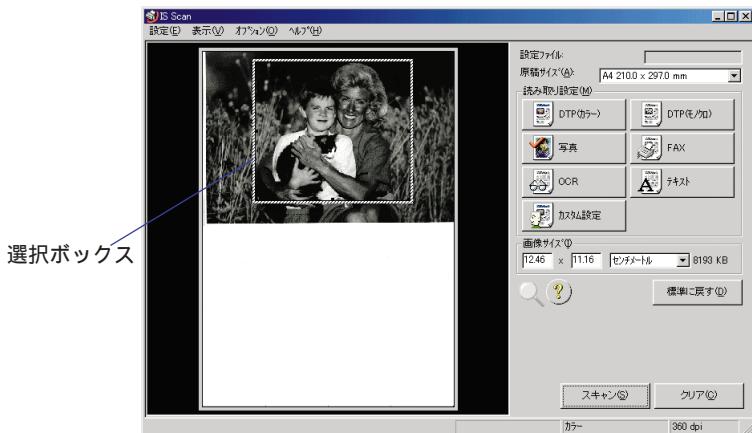 IS Scan
設定(E) 表示(V) オプション(O) ヘルプ(H)
設定ファイル:
原稿サイズ(A): A4 210.0 x 297.0 mm
読み取り設定(M)
DTP(カラー) DTP(モノクロ)
写真 FAX
OCR テキスト
カスタム設定
画像サイズ(I)
12.46 x 11.16 センチメートル 8193 KB
標準に戻す(D)
選択ボックス
スキャン(S) クリア(C)
カラー 360 dpi